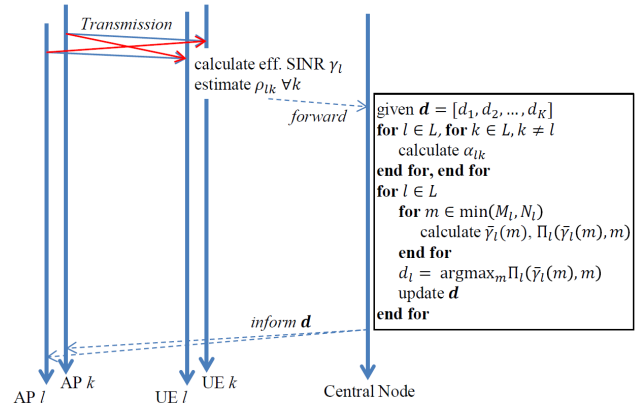 Transmission
calculate eff. SINR γ_l
estimate ρ_lk ∀k
forward
given d = [d_1, d_2, ..., d_K]
for l ∈ L, for k ∈ L, k ≠ l
calculate α_lk
end for, end for
for l ∈ L
for m ∈ min(M_l, N_l)
calculate γ̄_l(m), Π_l(γ̄_l(m), m)
end for
d_l = argmax_m Π_l(γ̄_l(m), m)
update d
end for
inform d
AP l
AP k
UE l
UE k
Central Node